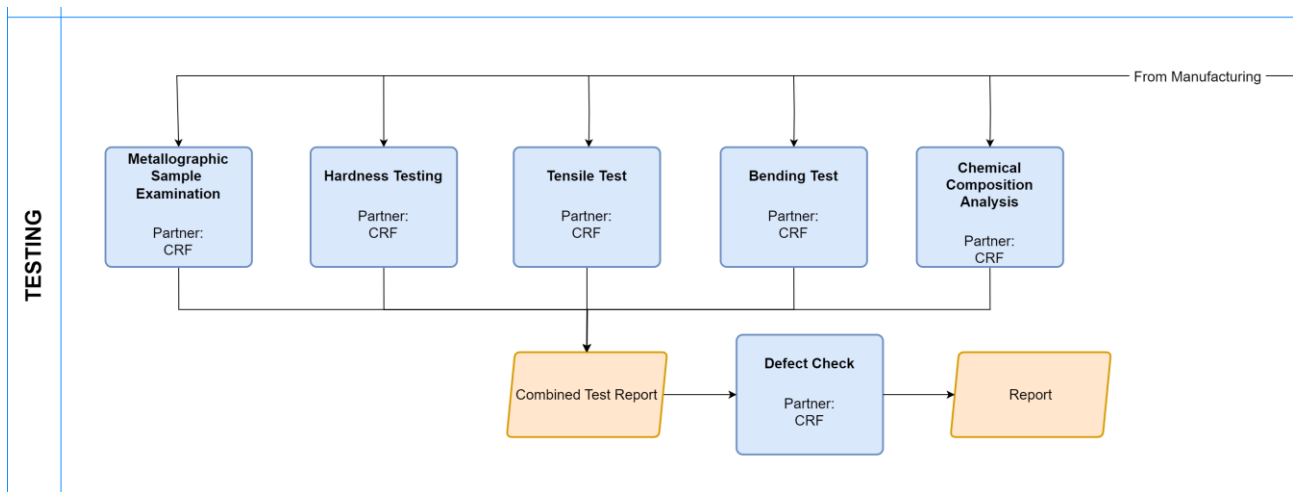 From Manufacturing
TESTING
Metallographic
Sample
Examination
Partner:
CRF
Hardness Testing
Partner:
CRF
Tensile Test
Partner:
CRF
Bending Test
Partner:
CRF
Chemical
Composition
Analysis
Partner:
CRF
Combined Test Report
Defect Check
Partner:
CRF
Report